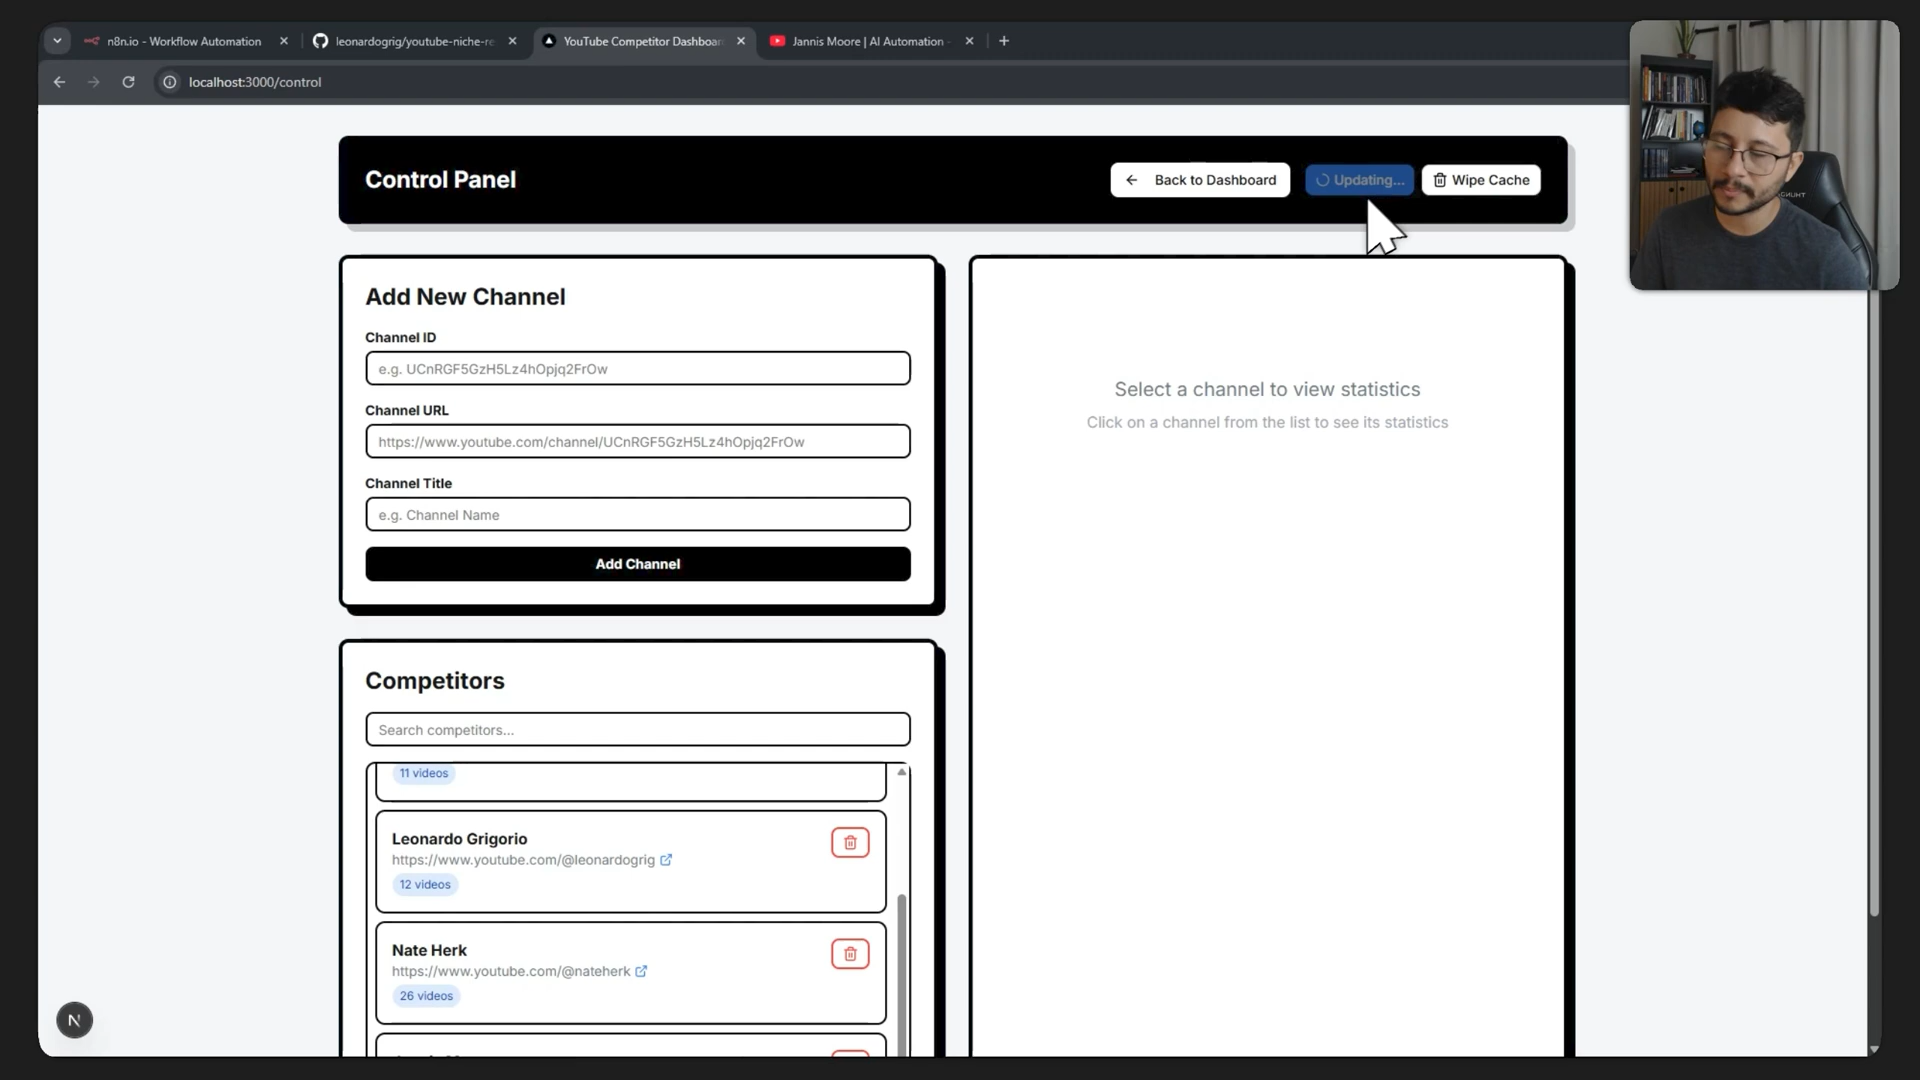 n8n.io - Workflow Automation
leonardogrig/youtube-niche-re
YouTube Competitor Dashboar
Jannis Moore | AI Automation -
localhost:3000/control
Control Panel
Back to Dashboard
Updating...
Wipe Cache
Add New Channel
Channel ID
e.g. UCnRGF5GzH5Lz4hOpjq2FrOw
Channel URL
https://www.youtube.com/channel/UCnRGF5GzH5Lz4hOpjq2FrOw
Channel Title
e.g. Channel Name
Add Channel
Select a channel to view statistics
Click on a channel from the list to see its statistics
Competitors
Search competitors...
11 videos
Leonardo Grigorio
https://www.youtube.com/@leonardogrig
12 videos
Nate Herk
https://www.youtube.com/@nateherk
26 videos
N